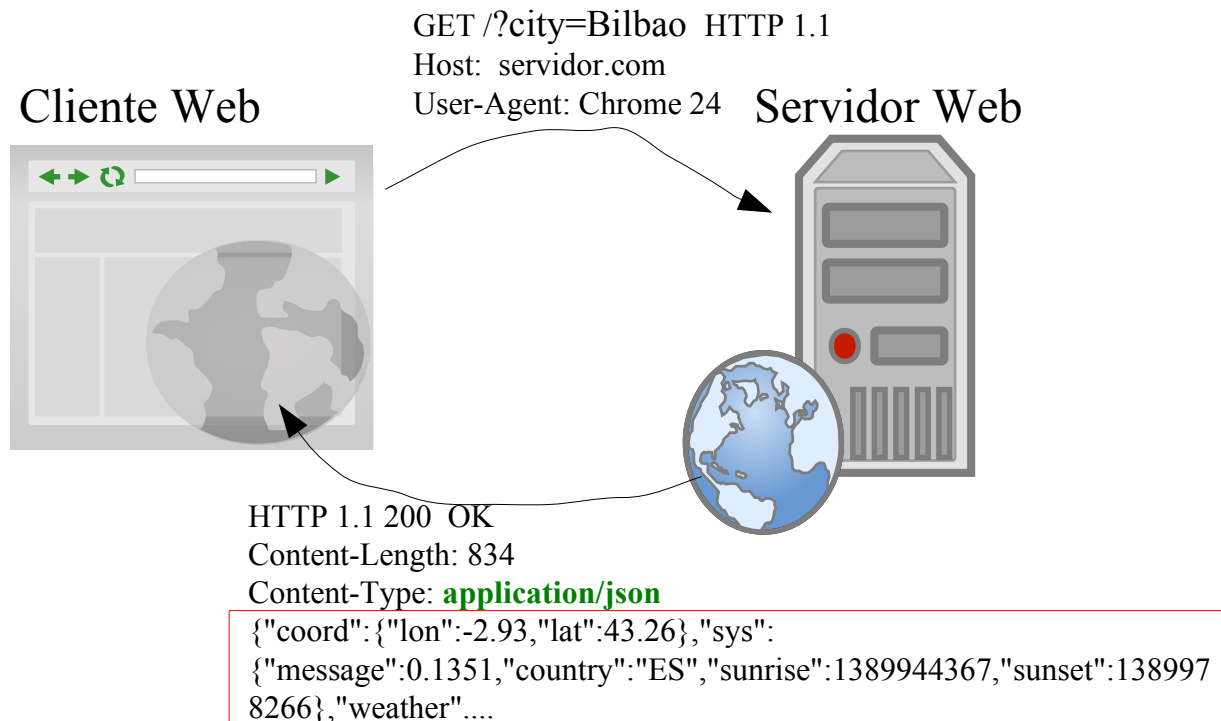 GET /?city=Bilbao HTTP 1.1
Host: servidor.com
User-Agent: Chrome 24
Cliente Web
Servidor Web
HTTP 1.1 200 OK
Content-Length: 834
Content-Type: application/json
{"coord":{"lon":-2.93,"lat":43.26},"sys":
{"message":0.1351,"country":"ES","sunrise":1389944367,"sunset":138997
8266},"weather"....